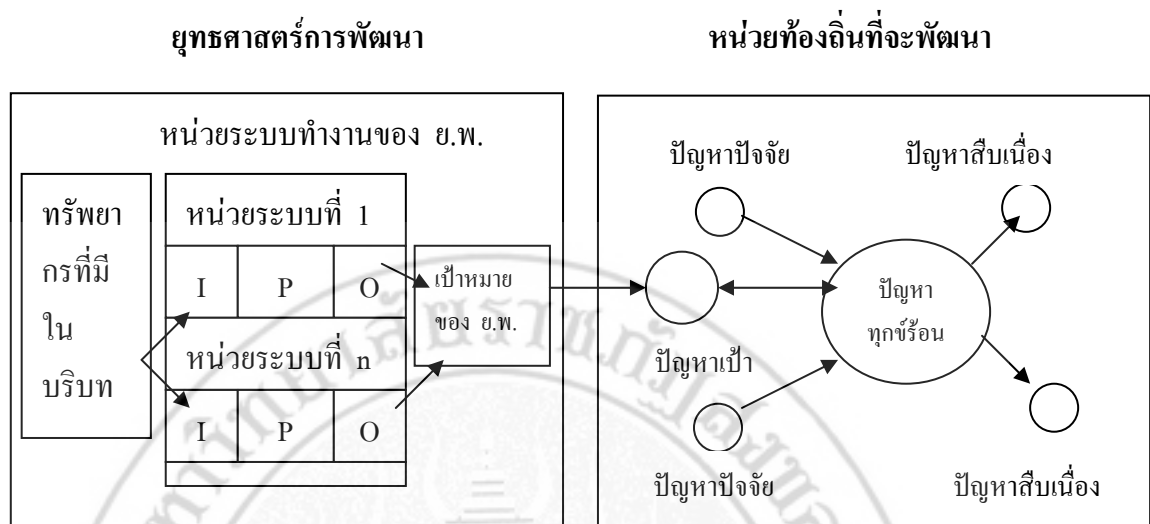 ยุทธศาสตร์การพัฒนา
หน่วยท้องถิ่นที่จะพัฒนา
หน่วยระบบทำงานของ ย.พ.
ทรัพยา
กรที่มี
ใน
บริบท
หน่วยระบบที่ 1
I P O
หน่วยระบบที่ n
I P O
เป้าหมาย
ของ ย.พ.
ปัญหาปัจจัย
ปัญหาสืบเนื่อง
ปัญหาเป้า
ปัญหา
ทุกข์ร้อน
ปัญหาปัจจัย
ปัญหาสืบเนื่อง